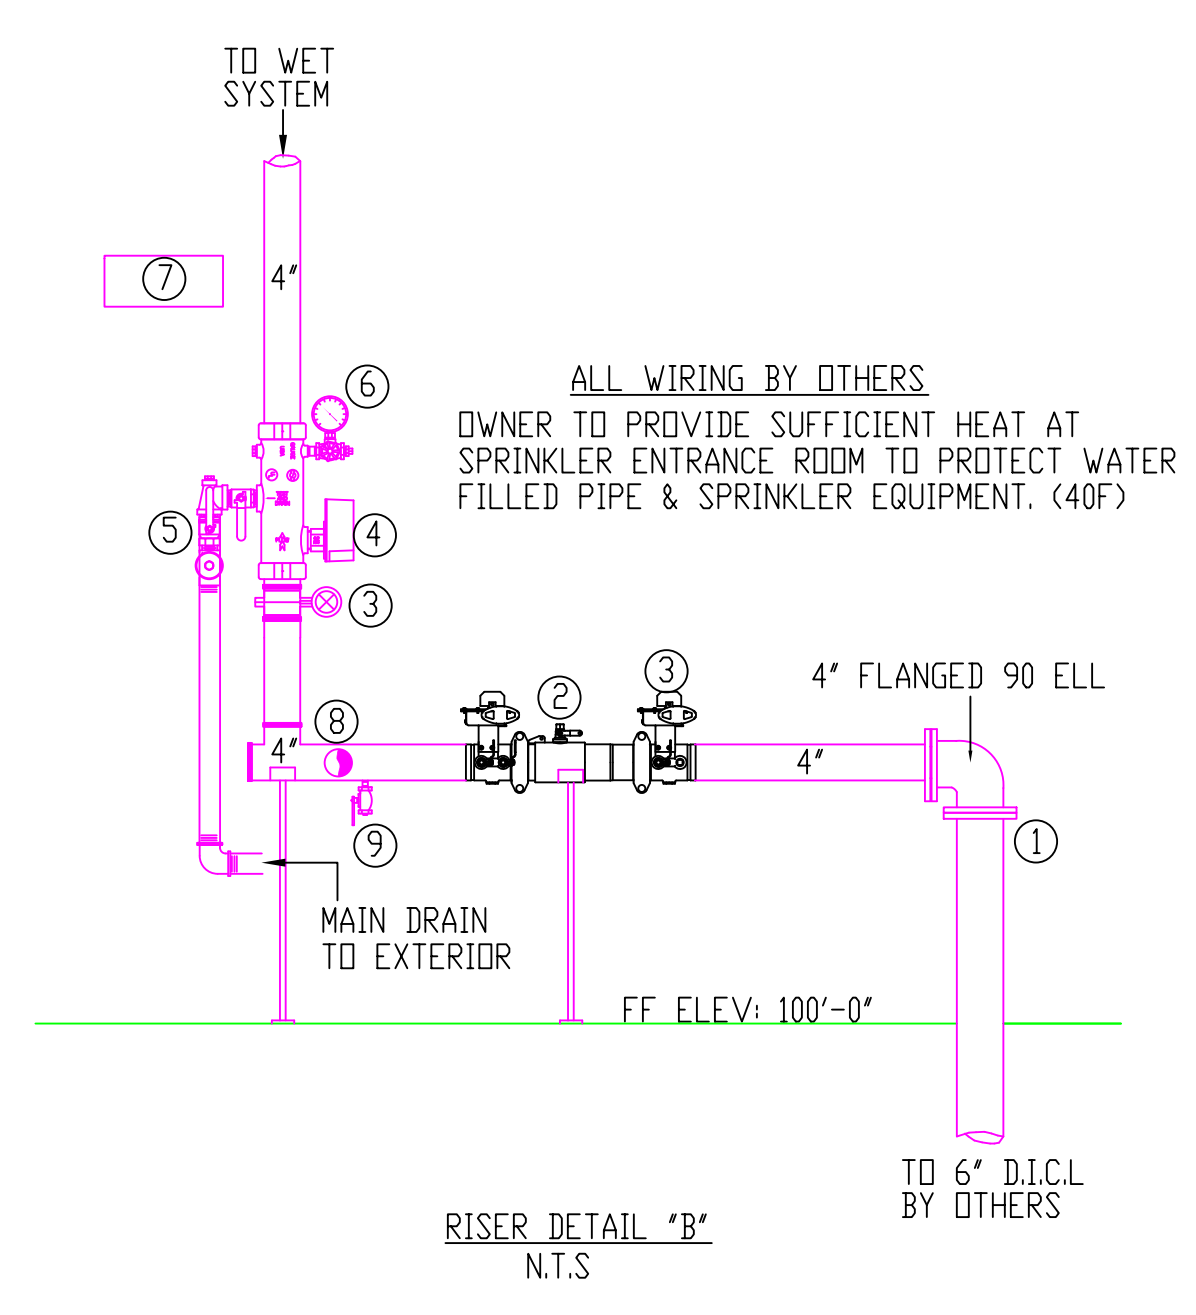 TO WET
SYSTEM
7
4"
6
ALL WIRING BY OTHERS
OWNER TO PROVIDE SUFFICIENT HEAT AT
SPRINKLER ENTRANCE ROOM TO PROTECT WATER
FILLED PIPE & SPRINKLER EQUIPMENT. (40F)
5
4
3
3
4" FLANGED 90 ELL
2
8
4"
4"
9
1
MAIN DRAIN
TO EXTERIOR
FF ELEV: 100'-0"
TO 6" D.I.C.L
BY OTHERS
RISER DETAIL "B"
N.T.S